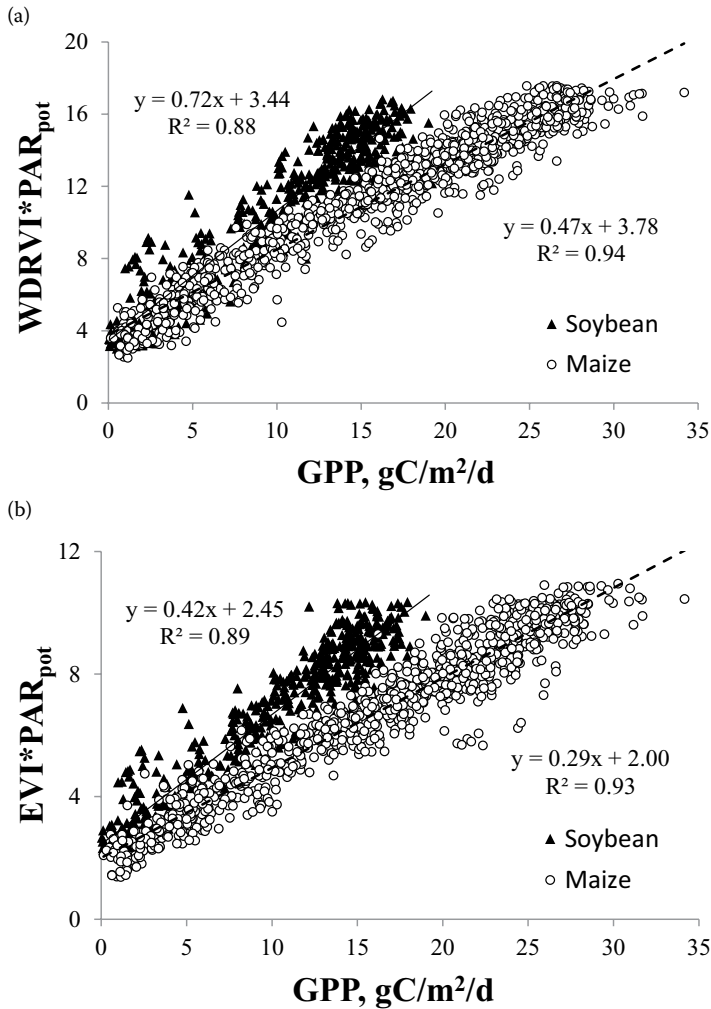 (a)
20
16
12
8
4
0
WDRVI*PAR_pot
y = 0.72x + 3.44
R² = 0.88
y = 0.47x + 3.78
R² = 0.94
▲ Soybean
○ Maize
0 5 10 15 20 25 30 35
GPP, gC/m²/d
(b)
12
8
4
0
EVI*PAR_pot
y = 0.42x + 2.45
R² = 0.89
y = 0.29x + 2.00
R² = 0.93
▲ Soybean
○ Maize
0 5 10 15 20 25 30 35
GPP, gC/m²/d